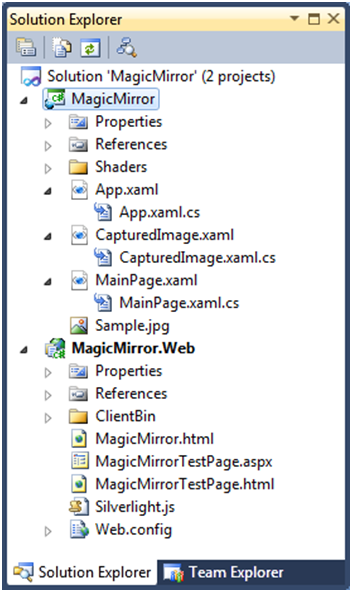 Solution Explorer
Solution 'MagicMirror' (2 projects)
MagicMirror
Properties
References
Shaders
App.xaml
App.xaml.cs
CapturedImage.xaml
CapturedImage.xaml.cs
MainPage.xaml
MainPage.xaml.cs
Sample.jpg
MagicMirror.Web
Properties
References
ClientBin
MagicMirror.html
MagicMirrorTestPage.aspx
MagicMirrorTestPage.html
Silverlight.js
Web.config
Solution Explorer Team Explorer